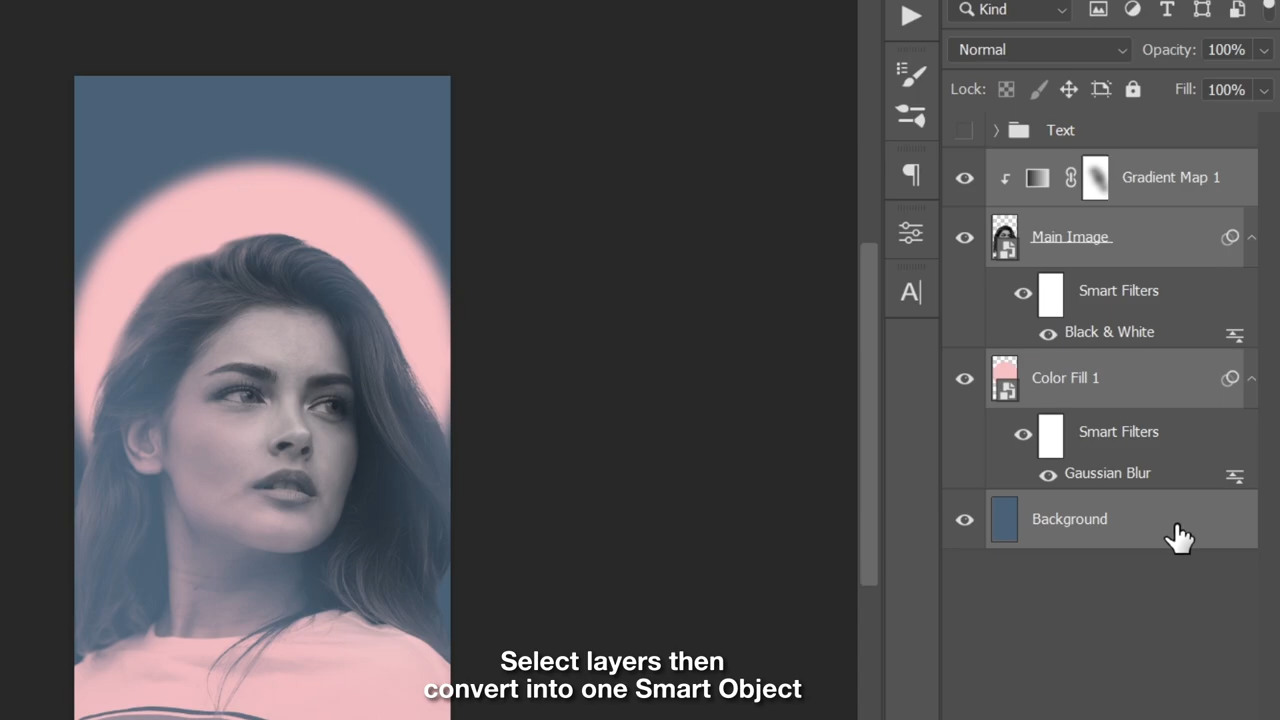 Kind
Normal
Opacity: 100%
Lock:
Fill: 100%
Text
Gradient Map 1
Main Image
Smart Filters
Black & White
Color Fill 1
Smart Filters
Gaussian Blur
Background
Select layers then
convert into one Smart Object